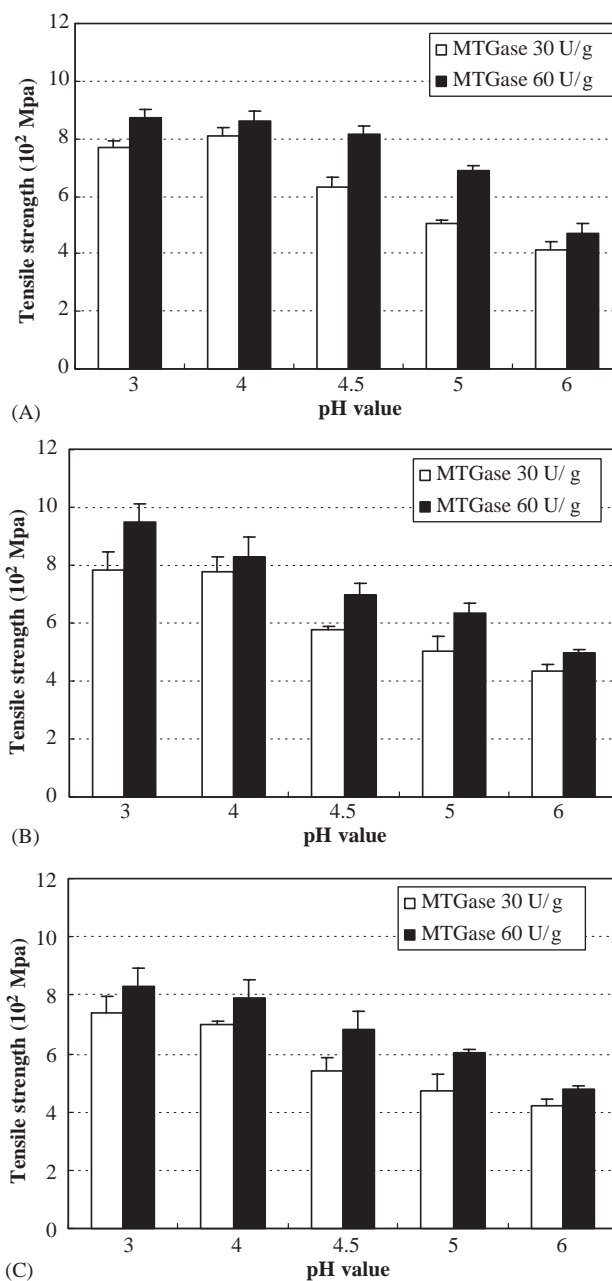 12
10
8
6
4
2
0
Tensile strength (10² Mpa)
MTGase 30 U/g
MTGase 60 U/g
3 4 4.5 5 6
pH value
(A)
12
10
8
6
4
2
0
Tensile strength (10² Mpa)
MTGase 30 U/ g
MTGase 60 U/ g
3 4 4.5 5 6
pH value
(B)
12
10
8
6
4
2
0
Tensile strength (10² Mpa)
MTGase 30 U/ g
MTGase 60 U/ g
3 4 4.5 5 6
pH value
(C)